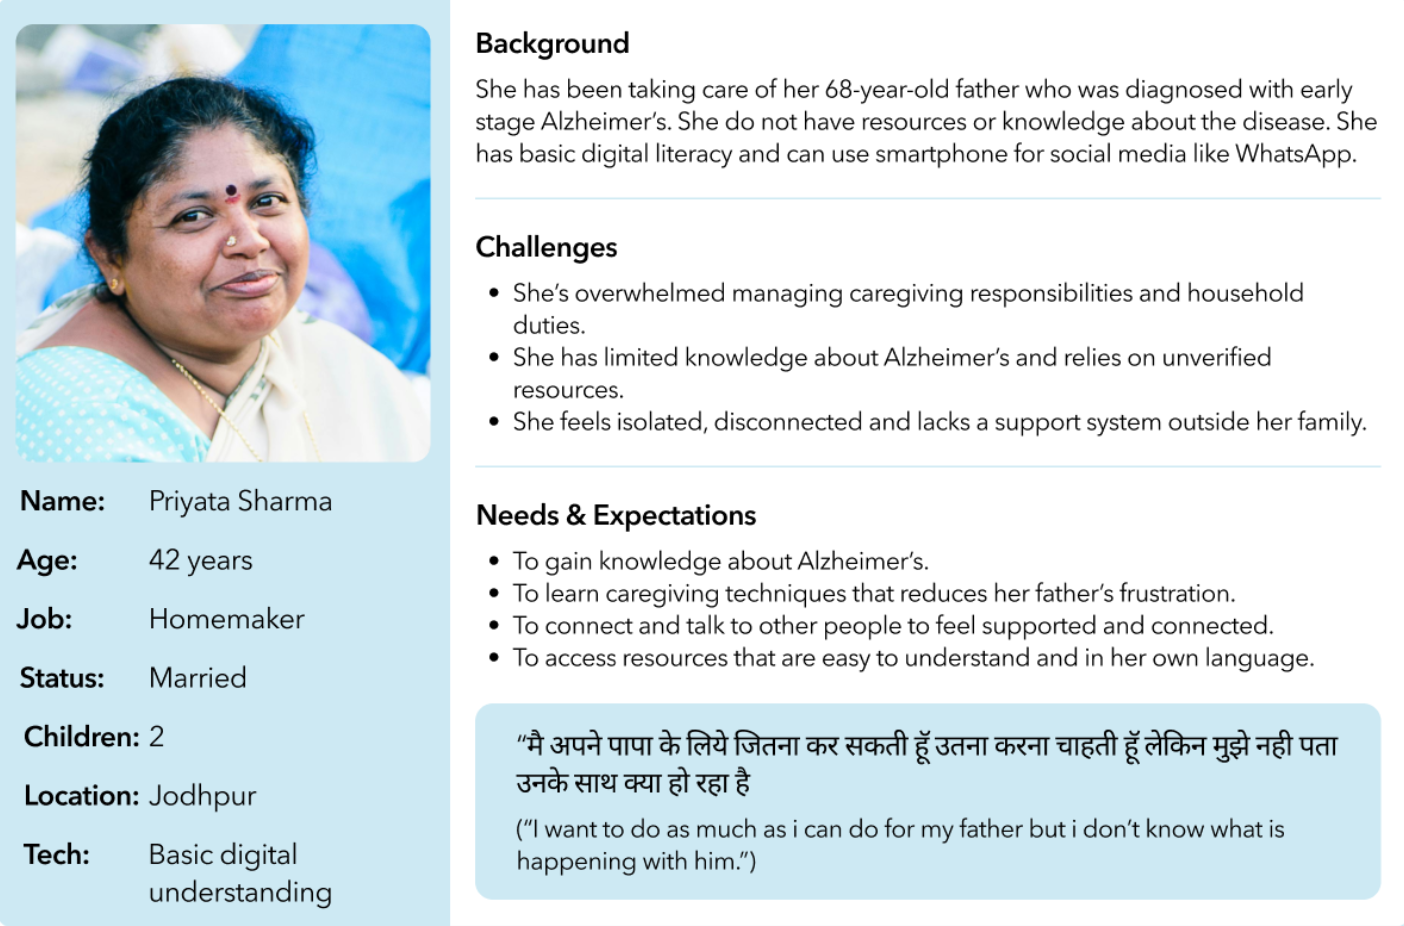 Background
She has been taking care of her 68-year-old father who was diagnosed with early
stage Alzheimer's. She do not have resources or knowledge about the disease. She
has basic digital literacy and can use smartphone for social media like WhatsApp.
Challenges
• She's overwhelmed managing caregiving responsibilities and household
duties.
• She has limited knowledge about Alzheimer's and relies on unverified
resources.
• She feels isolated, disconnected and lacks a support system outside her family.
Needs & Expectations
• To gain knowledge about Alzheimer's.
• To learn caregiving techniques that reduces her father's frustration.
• To connect and talk to other people to feel supported and connected.
• To access resources that are easy to understand and in her own language.
“मै अपने पापा के लिये जितना कर सकती हूँ उतना करना चाहती हूँ लेकिन मुझे नही पता
उनके साथ क्या हो रहा है
(“I want to do as much as i can do for my father but i don't know what is
happening with him.”)
Name: Priyata Sharma
Age: 42 years
Job: Homemaker
Status: Married
Children: 2
Location: Jodhpur
Tech: Basic digital
understanding